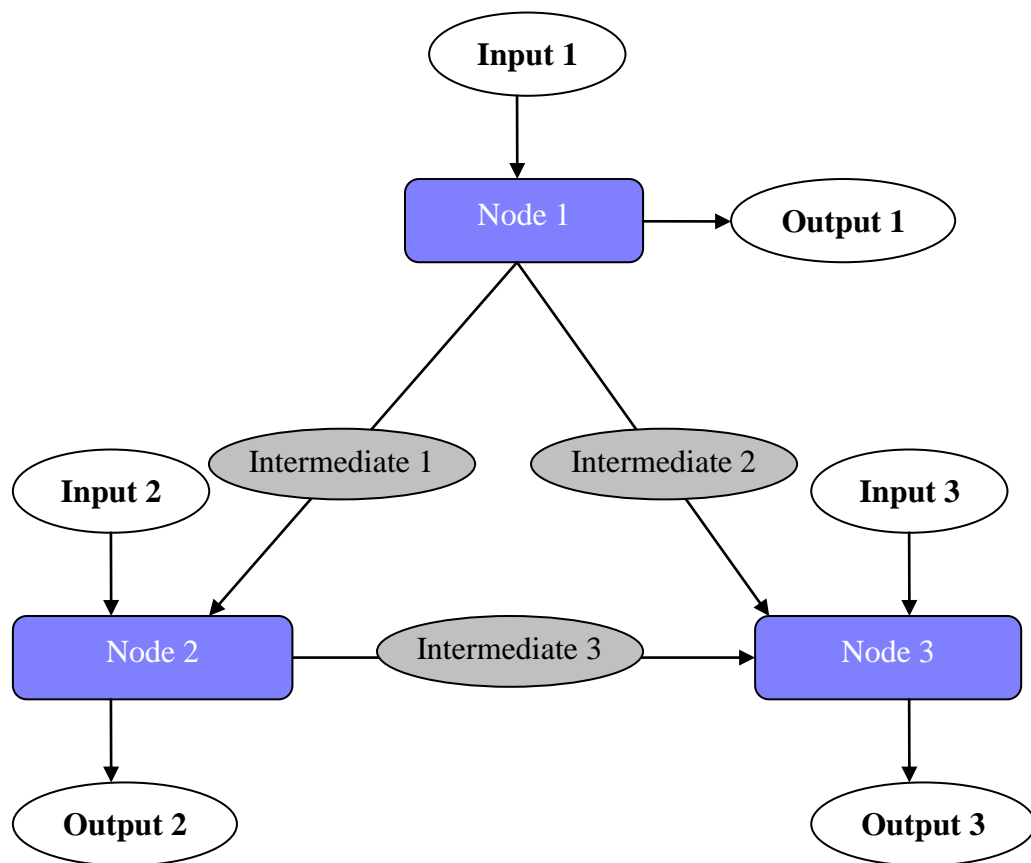 Input 1
Node 1
Output 1
Intermediate 1
Intermediate 2
Input 2
Input 3
Node 2
Intermediate 3
Node 3
Output 2
Output 3